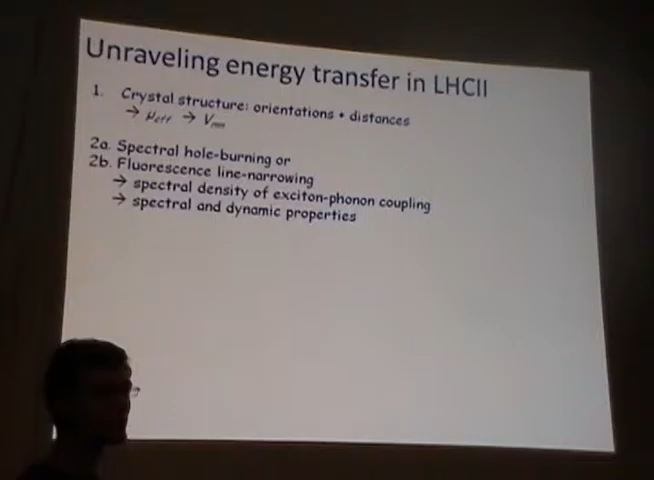 Unraveling energy transfer in LHCII
1. Crystal structure: orientations + distances
→ μeff → Vmn
2a. Spectral hole-burning or
2b. Fluorescence line-narrowing
→ spectral density of exciton-phonon coupling
→ spectral and dynamic properties